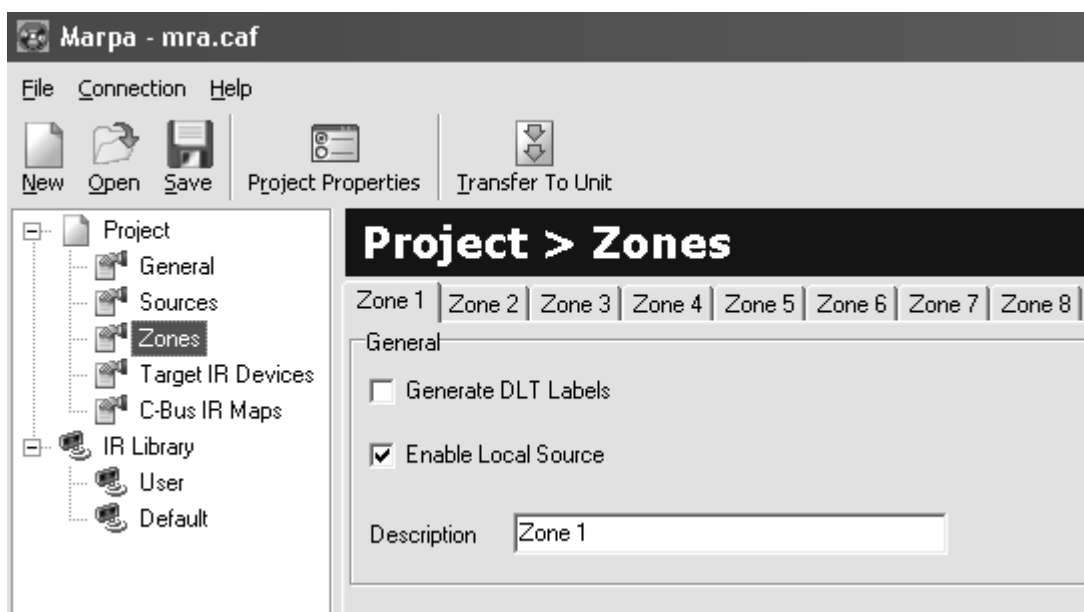 Marpa - mra.caf
File Connection Help
New Open Save Project Properties Transfer To Unit
Project
General
Sources
Zones
Target IR Devices
C-Bus IR Maps
IR Library
User
Default
Project > Zones
Zone 1 Zone 2 Zone 3 Zone 4 Zone 5 Zone 6 Zone 7 Zone 8
General
Generate DLT Labels
Enable Local Source
Description Zone 1